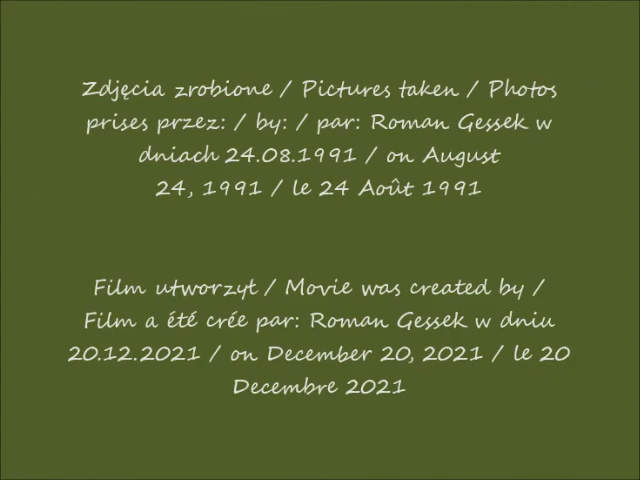 Zdjęcia zrobione / Pictures taken / Photos
prises przez: / by: / par: Roman Gessek w
dniach 24.08.1991 / on August
24, 1991 / le 24 Août 1991
Film utworzył / Movie was created by /
Film a été crée par: Roman Gessek w dniu
20.12.2021 / on December 20, 2021 / le 20
Decembre 2021